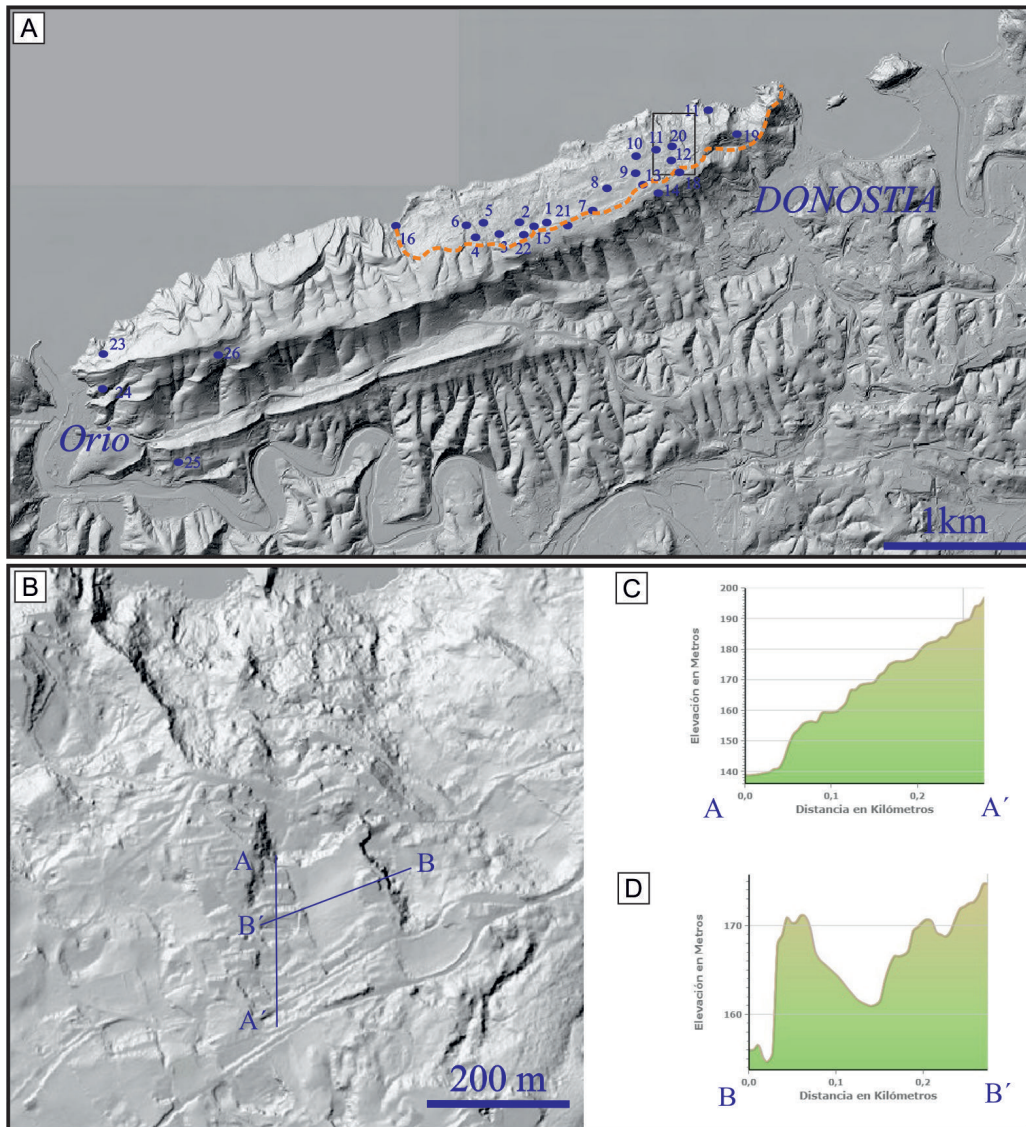 A
11
20
11
19
10
12
9
13
18
8
14
DONOSTIA
7
6
5
2
1
21
16
4
3
15
22
23
26
24
Orio
25
1km
B
A
B
B´
A
200 m
C
Elevación en Metros
200
190
180
170
160
150
140
0,0
0,1
0,2
Distancia en Kilómetros
A´
A´
D
Elevación en Metros
170
160
0,0
0,1
0,2
Distancia en Kilómetros
B
B´